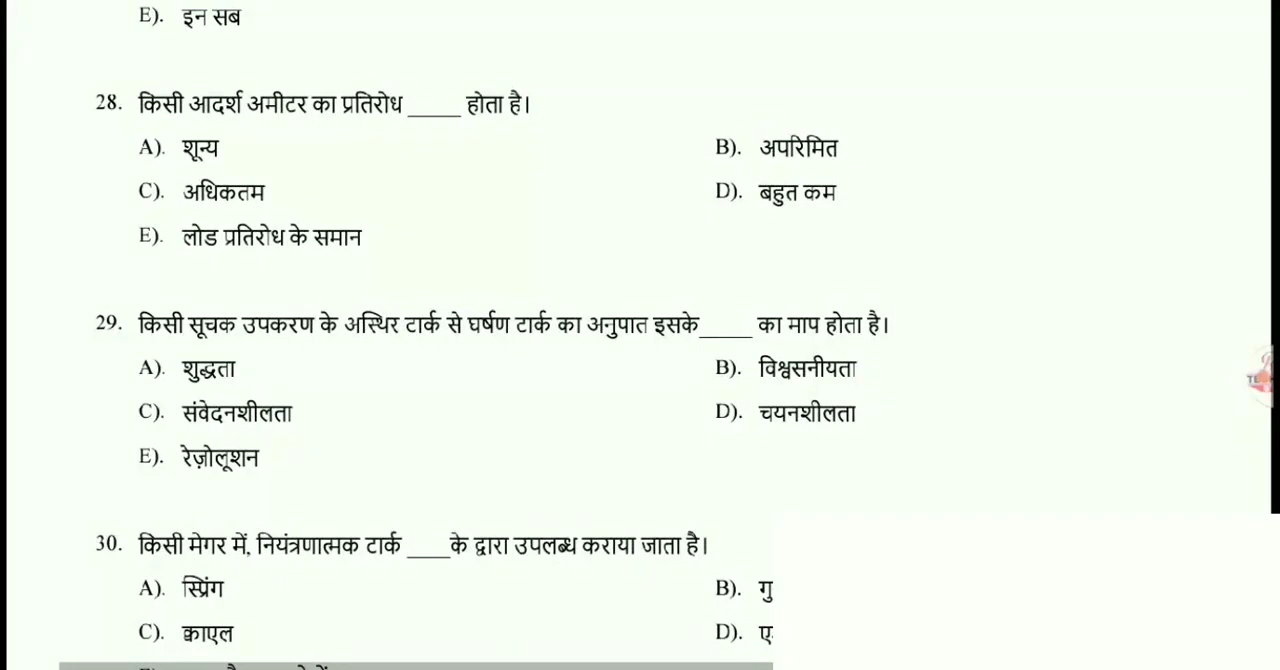 E). इन सब
28. किसी आदर्श अमीटर का प्रतिरोध _____ होता है।
A). शून्य B). अपरिमित
C). अधिकतम D). बहुत कम
E). लोड प्रतिरोध के समान
29. किसी सूचक उपकरण के अस्थिर टार्क से घर्षण टार्क का अनुपात इसके_____ का माप होता है।
A). शुद्धता B). विश्वसनीयता
C). संवेदनशीलता D). चयनशीलता
E). रेज़ोलूशन
30. किसी मेगर में, नियंत्रणात्मक टार्क ____के द्वारा उपलब्ध कराया जाता है।
A). स्प्रिंग B). गु
C). क्वाएल D). ए